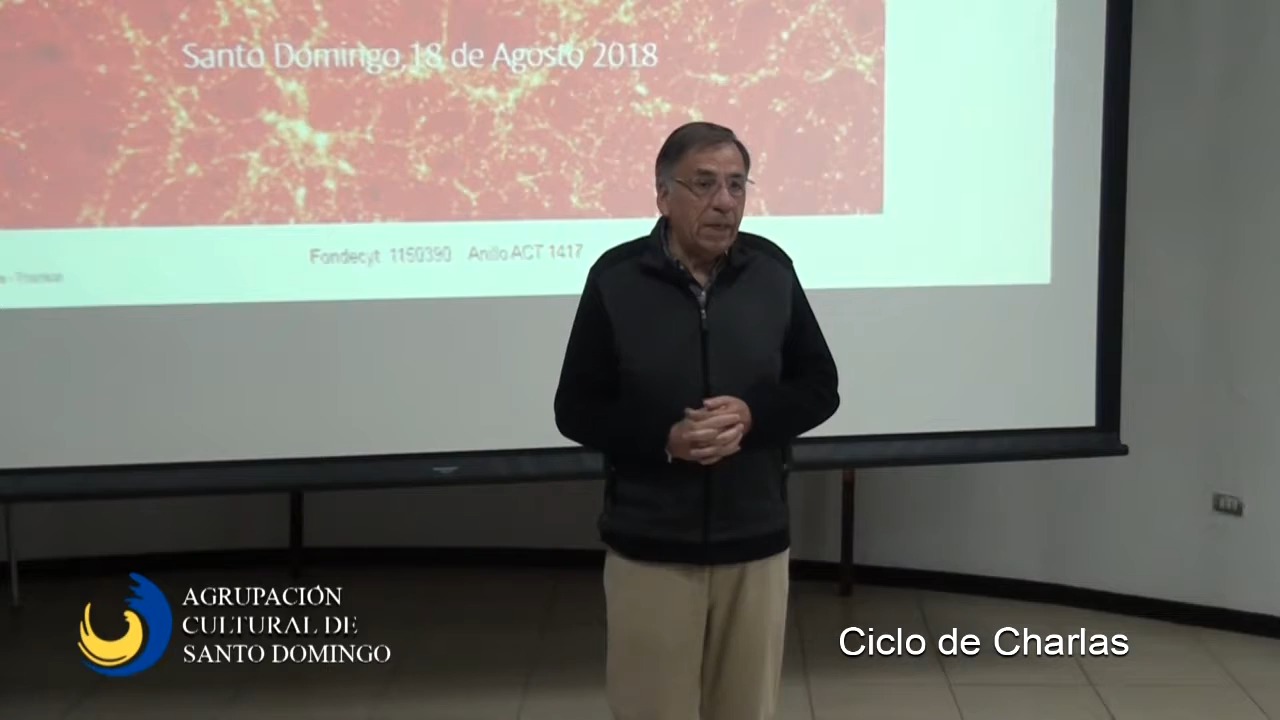 Santo Domingo, 18 de Agosto 2018
Fondecyt 1150390 Anillo ACT 1417
AGRUPACIÓN
CULTURAL DE
SANTO DOMINGO
Ciclo de Charlas